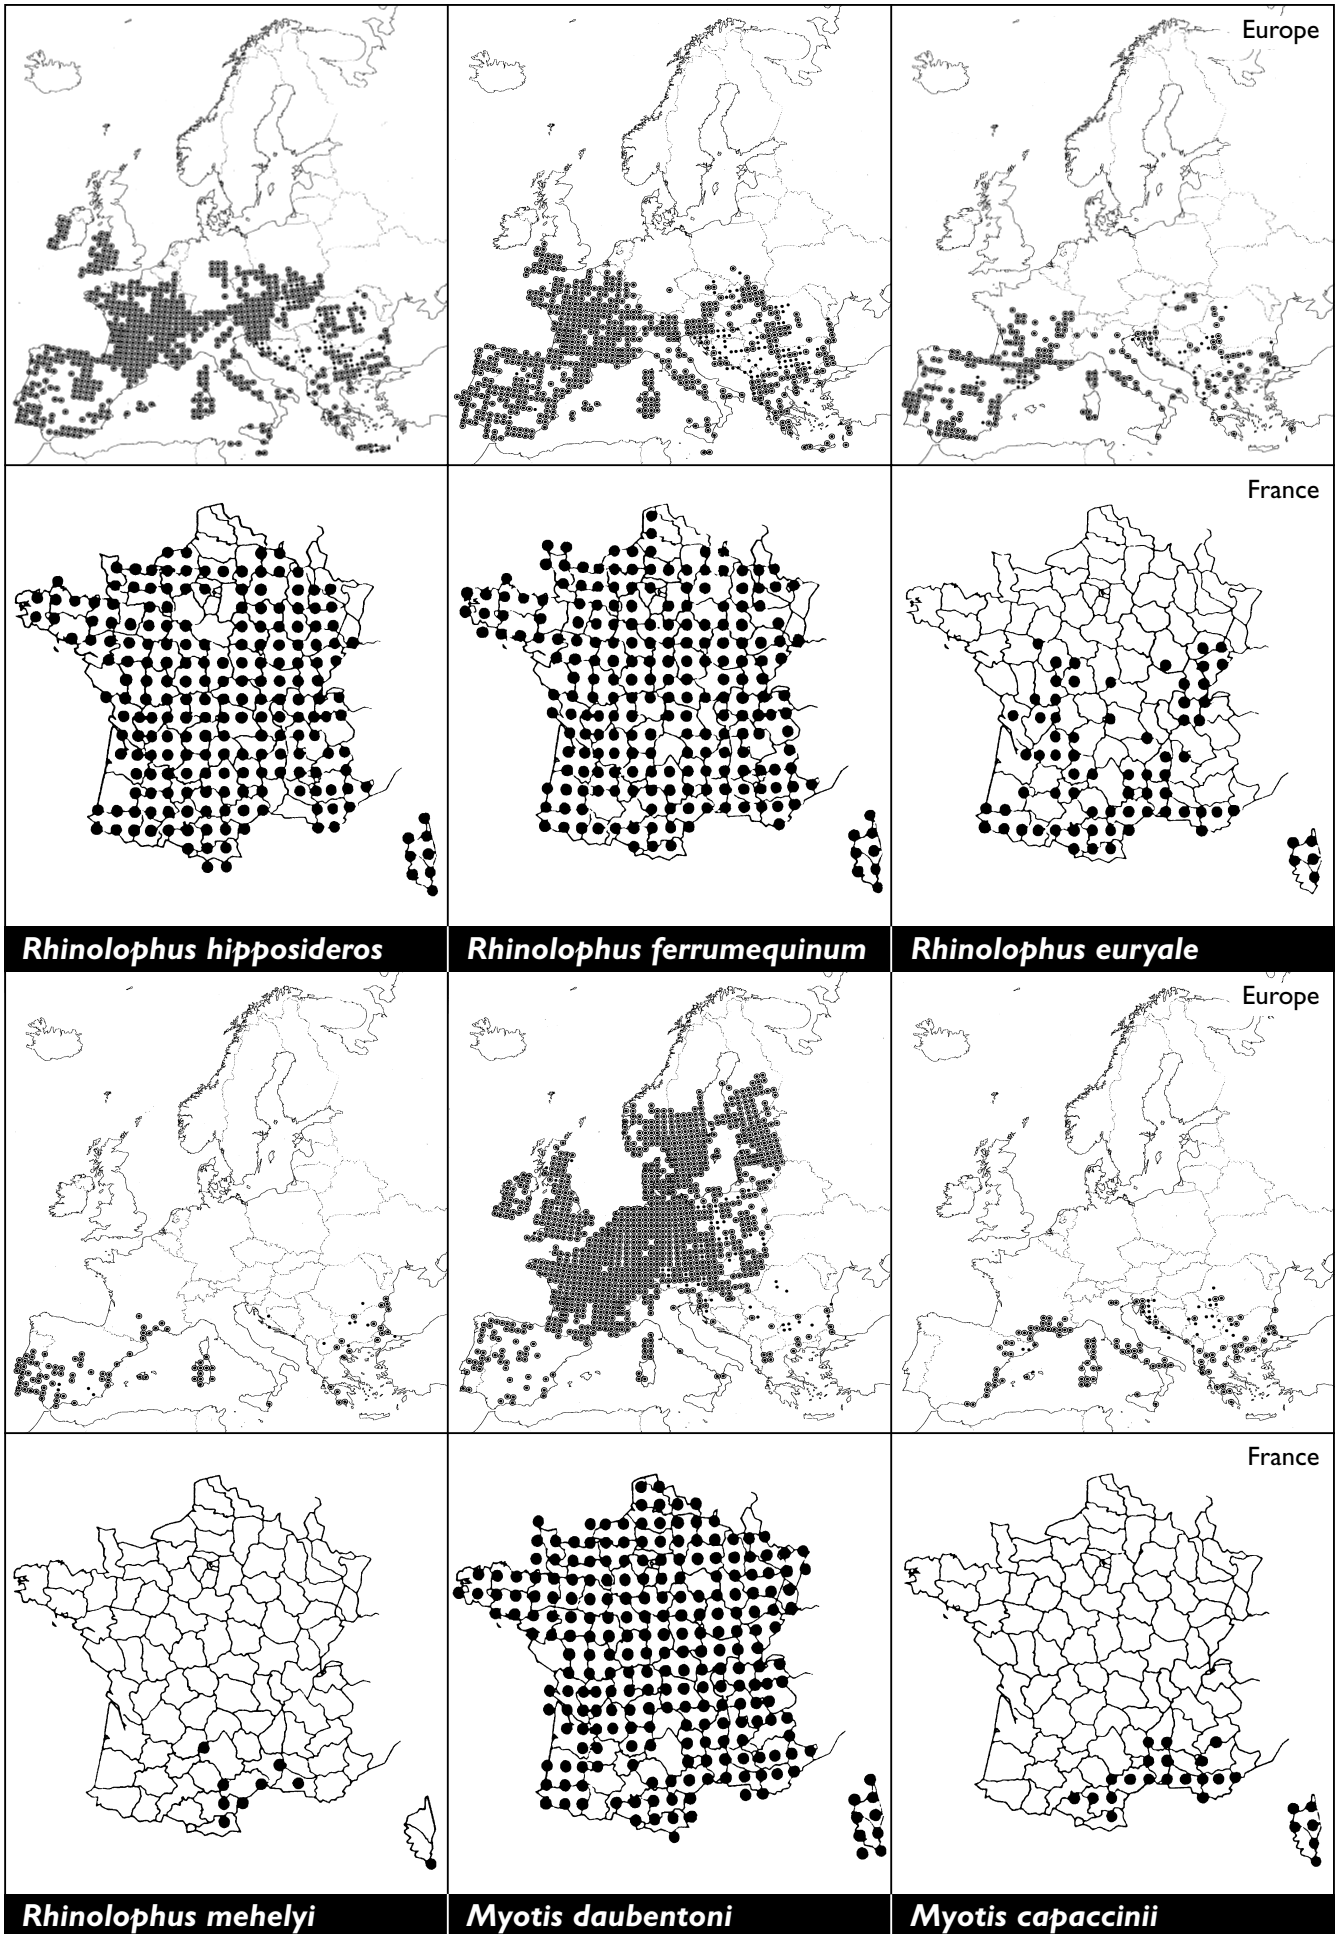 Europe
France
Rhinolophus hipposideros
Rhinolophus ferrumequinum
Rhinolophus euryale
Europe
France
Rhinolophus mehelyi
Myotis daubentoni
Myotis capaccinii